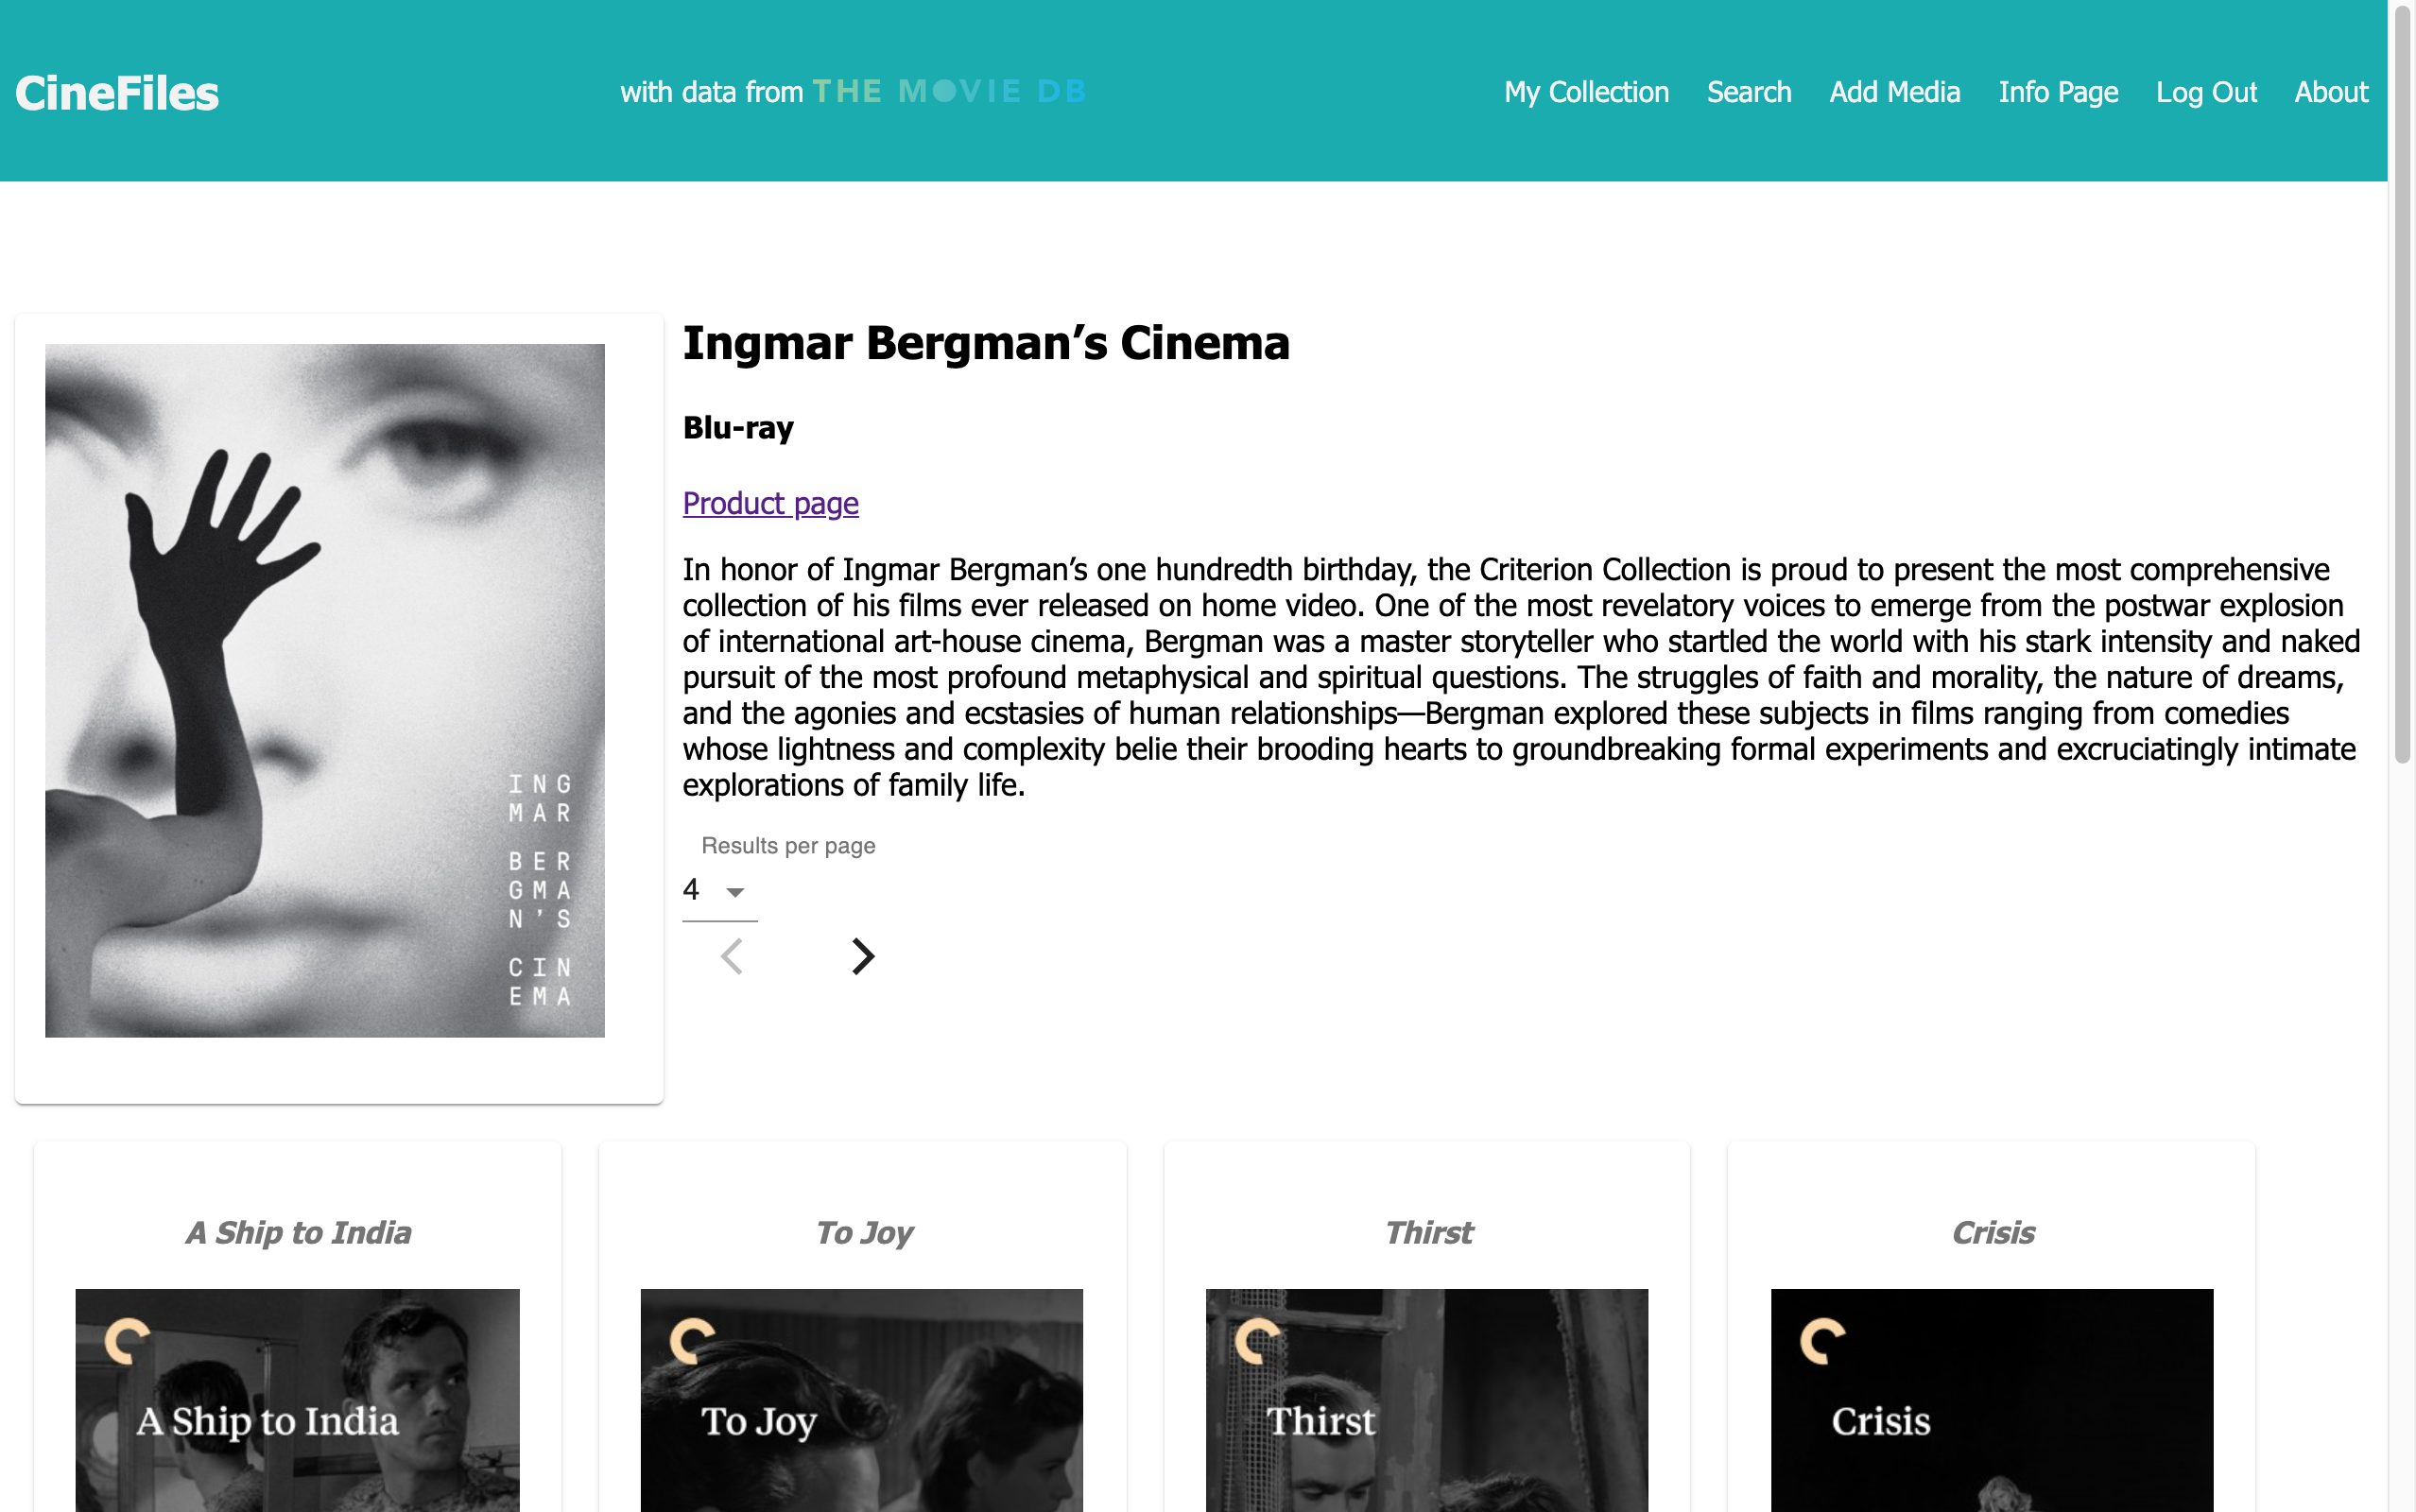 CineFiles
with data from THE MOVIE DB
My Collection Search Add Media Info Page Log Out About
ING
MAR
BER
GMA
N'S
CIN
EMA
Ingmar Bergman’s Cinema
Blu-ray
Product page
In honor of Ingmar Bergman’s one hundredth birthday, the Criterion Collection is proud to present the most comprehensive
collection of his films ever released on home video. One of the most revelatory voices to emerge from the postwar explosion
of international art-house cinema, Bergman was a master storyteller who startled the world with his stark intensity and naked
pursuit of the most profound metaphysical and spiritual questions. The struggles of faith and morality, the nature of dreams,
and the agonies and ecstasies of human relationships—Bergman explored these subjects in films ranging from comedies
whose lightness and complexity belie their brooding hearts to groundbreaking formal experiments and excruciatingly intimate
explorations of family life.
Results per page
4
A Ship to India
A Ship to India
To Joy
To Joy
Thirst
Thirst
Crisis
Crisis